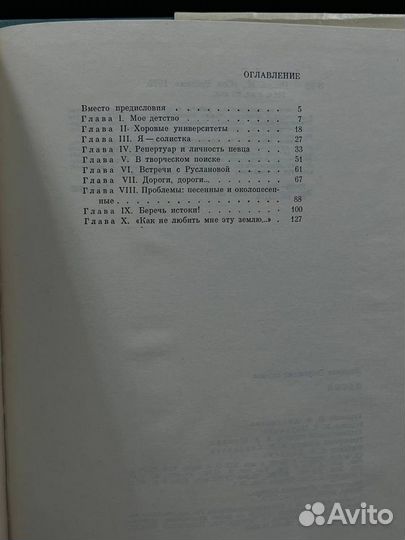 ОГЛАВЛЕНИЕ
Вместо предисловия . . . . . . . . . . . 5
Глава I. Мое детство . . . . . . . . . . . 7
Глава II. Хоровые университеты . . . . . . 18
Глава III. Я — солистка . . . . . . . . . . 27
Глава IV. Репертуар и личность певца . . . . 33
Глава V. В творческом поиске . . . . . . . 51
Глава VI. Встречи с Руслановой . . . . . . 61
Глава VII. Дороги, дороги... . . . . . . . . 67
Глава VIII. Проблемы: песенные и околопесен-
ные . . . . . . . . . . . . . . . . 88
Глава IX. Беречь истоки! . . . . . . . . . 100
Глава X. «Как не любить мне эту землю...» . 127
Avito